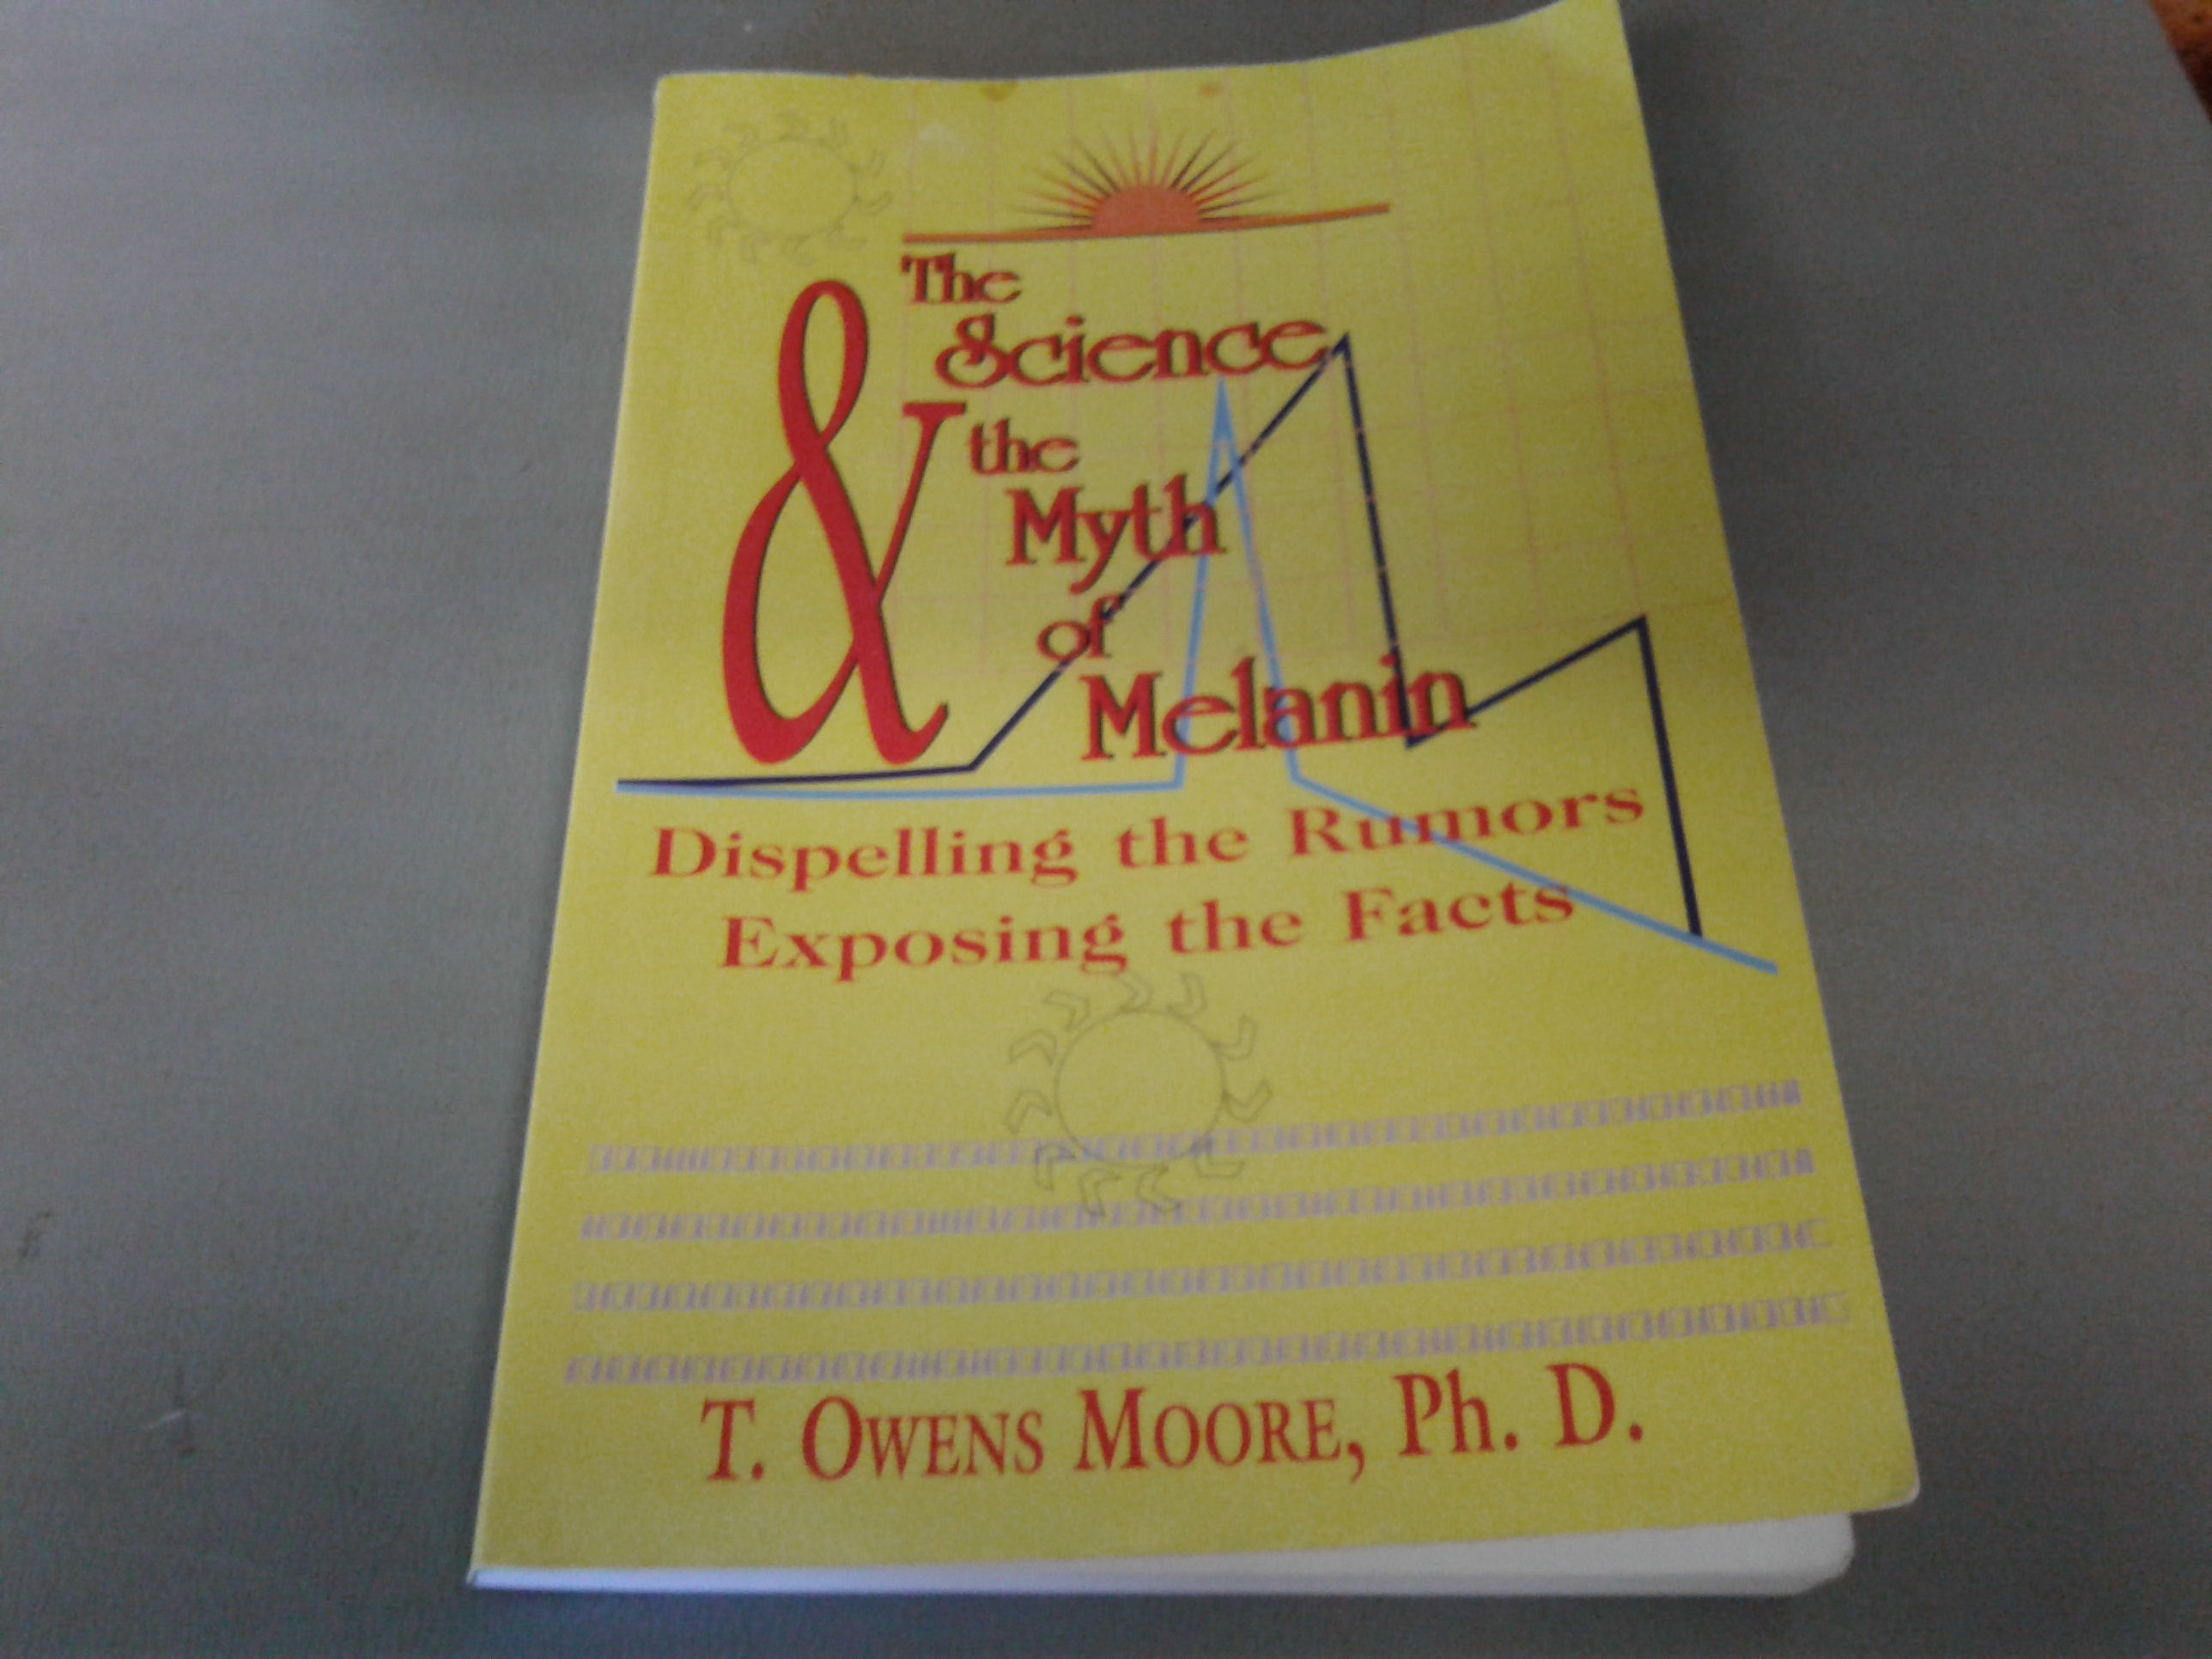 The
Science
&
the
Myth
of
Melanin
Dispelling the Rumors
Exposing the Facts
T. OWENS MOORE, Ph. D.